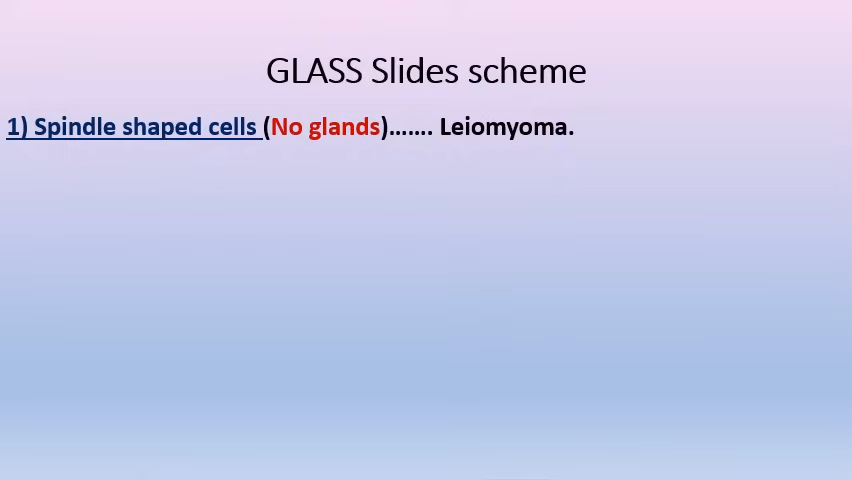 GLASS Slides scheme
1) Spindle shaped cells (No glands)……. Leiomyoma.